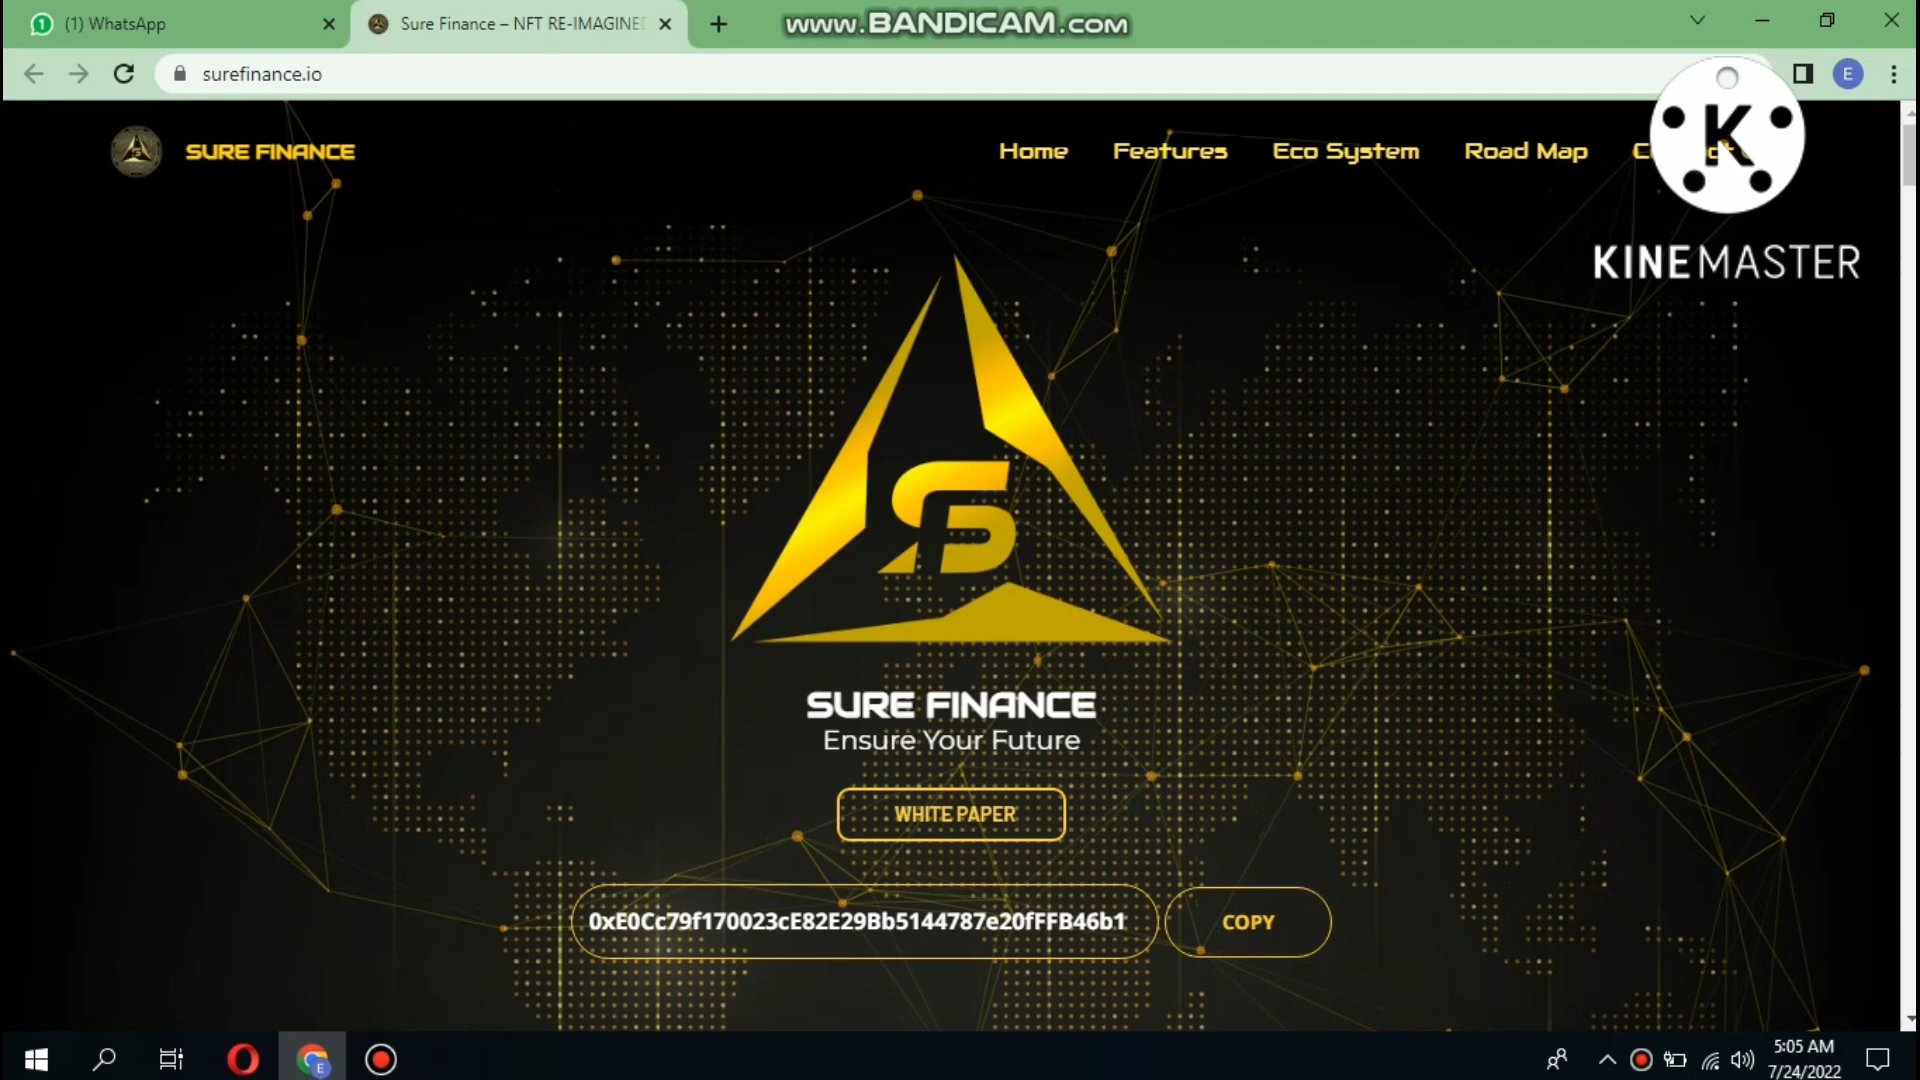 (1) WhatsApp
Sure Finance – NFT RE-IMAGINED
www.BANDICAM.com
surefinance.io
E
SURE FINANCE
Home
Features
Eco System
Road Map
K
KINEMASTER
SURE FINANCE
Ensure Your Future
WHITE PAPER
0xE0Cc79f170023cE82E29Bb5144787e20fFFB46b1
COPY
5:05 AM
7/24/2022